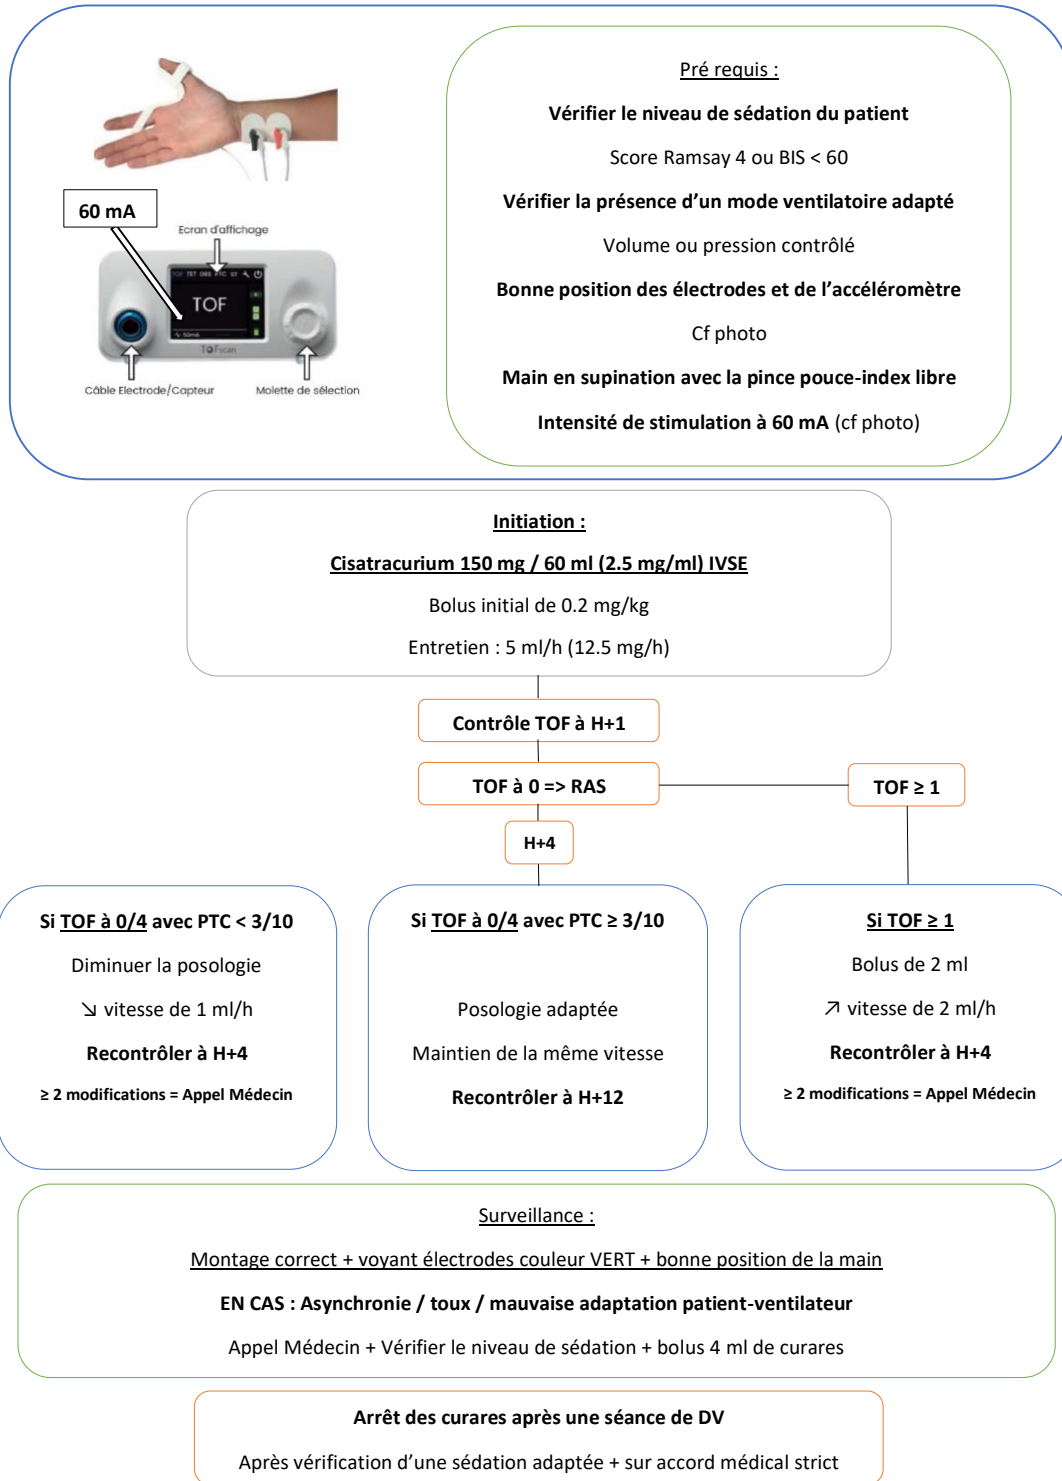 60 mA
Ecran d'affichage
TOF TET DBS PTC ST
TOF
50mA
TOFscan
Câble Electrode/Capteur
Molette de sélection
Pré requis :
Vérifier le niveau de sédation du patient
Score Ramsay 4 ou BIS < 60
Vérifier la présence d'un mode ventilatoire adapté
Volume ou pression contrôlé
Bonne position des électrodes et de l'accéléromètre
Cf photo
Main en supination avec la pince pouce-index libre
Intensité de stimulation à 60 mA (cf photo)
Initiation :
Cisatracurium 150 mg / 60 ml (2.5 mg/ml) IVSE
Bolus initial de 0.2 mg/kg
Entretien : 5 ml/h (12.5 mg/h)
Contrôle TOF à H+1
TOF à 0 => RAS
TOF ≥ 1
H+4
Si TOF à 0/4 avec PTC < 3/10
Diminuer la posologie
↘ vitesse de 1 ml/h
Recontrôler à H+4
≥ 2 modifications = Appel Médecin
Si TOF à 0/4 avec PTC ≥ 3/10
Posologie adaptée
Maintien de la même vitesse
Recontrôler à H+12
Si TOF ≥ 1
Bolus de 2 ml
↗ vitesse de 2 ml/h
Recontrôler à H+4
≥ 2 modifications = Appel Médecin
Surveillance :
Montage correct + voyant électrodes couleur VERT + bonne position de la main
EN CAS : Asynchronie / toux / mauvaise adaptation patient-ventilateur
Appel Médecin + Vérifier le niveau de sédation + bolus 4 ml de curares
Arrêt des curares après une séance de DV
Après vérification d'une sédation adaptée + sur accord médical strict